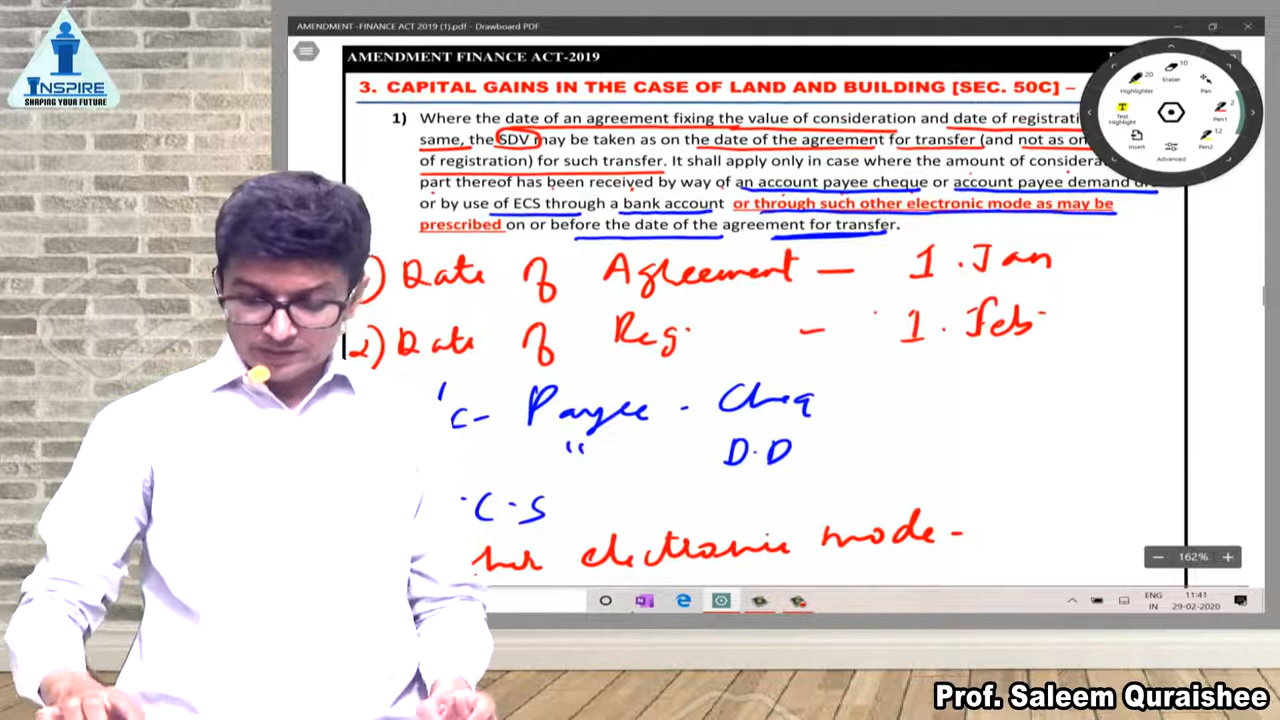 AMENDMENT -FINANCE ACT 2019 (1).pdf - Drawboard PDF
INSPIRE
SHAPING YOUR FUTURE
AMENDMENT FINANCE ACT-2019
3. CAPITAL GAINS IN THE CASE OF LAND AND BUILDING [SEC. 50C] –
1) Where the date of an agreement fixing the value of consideration and date of registrati
same, the SDV may be taken as on the date of the agreement for transfer (and not as on
of registration) for such transfer. It shall apply only in case where the amount of considera
part thereof has been received by way of an account payee cheque or account payee demand
or by use of ECS through a bank account or through such other electronic mode as may be
prescribed on or before the date of the agreement for transfer.
1) Date of Agreement – 1. Jan
2) Date of Reg. – 1. Feb
c- Payee - Cheq
" D.D
C.S
electronic mode -
Highlighter
20
Eraser
10
Pan
Text Highlight
Pen1
2
Insert
Advanced
Pen2
12
162%
ENG
IN
11:41
29-02-2020
Prof. Saleem Quraishee